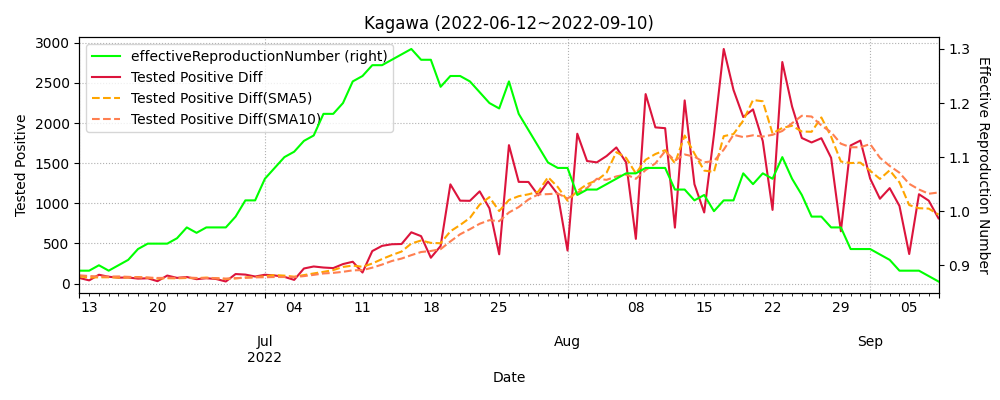 Kagawa (2022-06-12~2022-09-10)
effectiveReproductionNumber (right)
Tested Positive Diff
Tested Positive Diff(SMA5)
Tested Positive Diff(SMA10)
Tested Positive
3000
2500
2000
1500
1000
500
0
1.3
1.2
1.1
1.0
0.9
Effective Reproduction Number
13 20 27 04 11 18 25 08 15 22 29 05
Jul Aug Sep
2022
Date